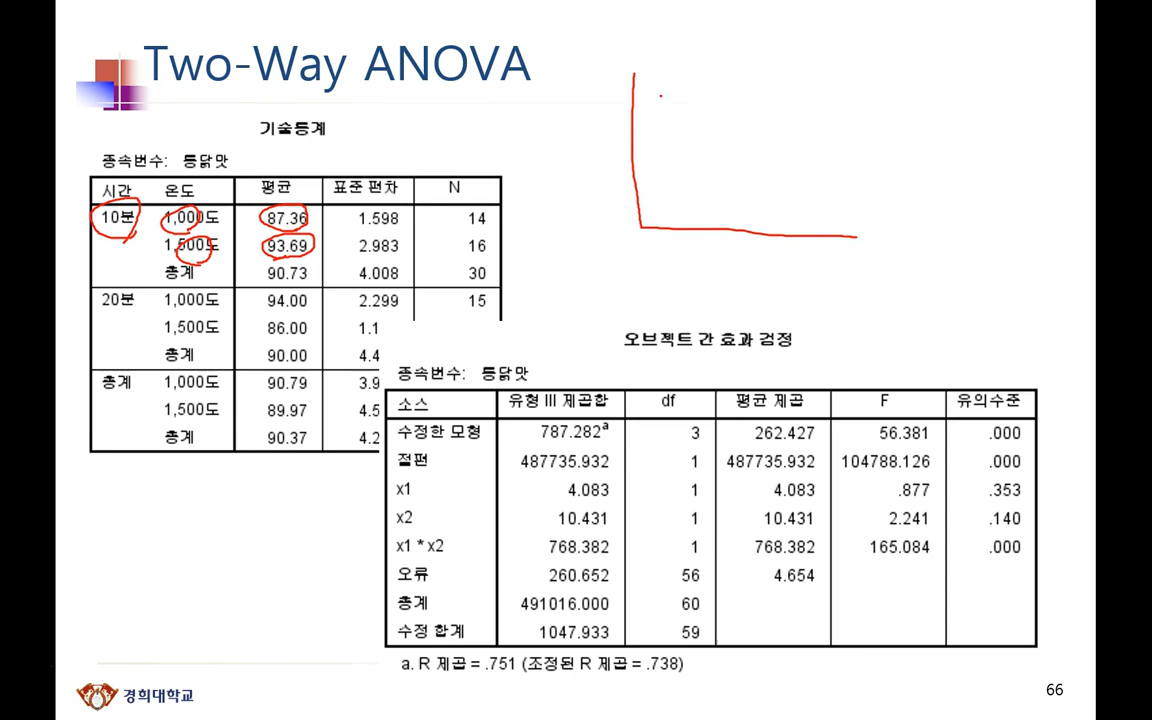 Two-Way ANOVA
기술통계
종속변수: 통닭맛
시간 온도 평균 표준 편차 N
10분 1,000도 87.36 1.598 14
1,500도 93.69 2.983 16
총계 90.73 4.008 30
20분 1,000도 94.00 2.299 15
1,500도 86.00 1.1
총계 90.00 4.4
총계 1,000도 90.79 3.9
1,500도 89.97 4.5
총계 90.37 4.2
오브젝트 간 효과 검정
종속변수: 통닭맛
소스 유형 III 제곱합 df 평균 제곱 F 유의수준
수정한 모형 787.282a 3 262.427 56.381 .000
절편 487735.932 1 487735.932 104788.126 .000
x1 4.083 1 4.083 .877 .353
x2 10.431 1 10.431 2.241 .140
x1 * x2 768.382 1 768.382 165.084 .000
오류 260.652 56 4.654
총계 491016.000 60
수정 합계 1047.933 59
a. R 제곱 = .751 (조정된 R 제곱 = .738)
경희대학교
66